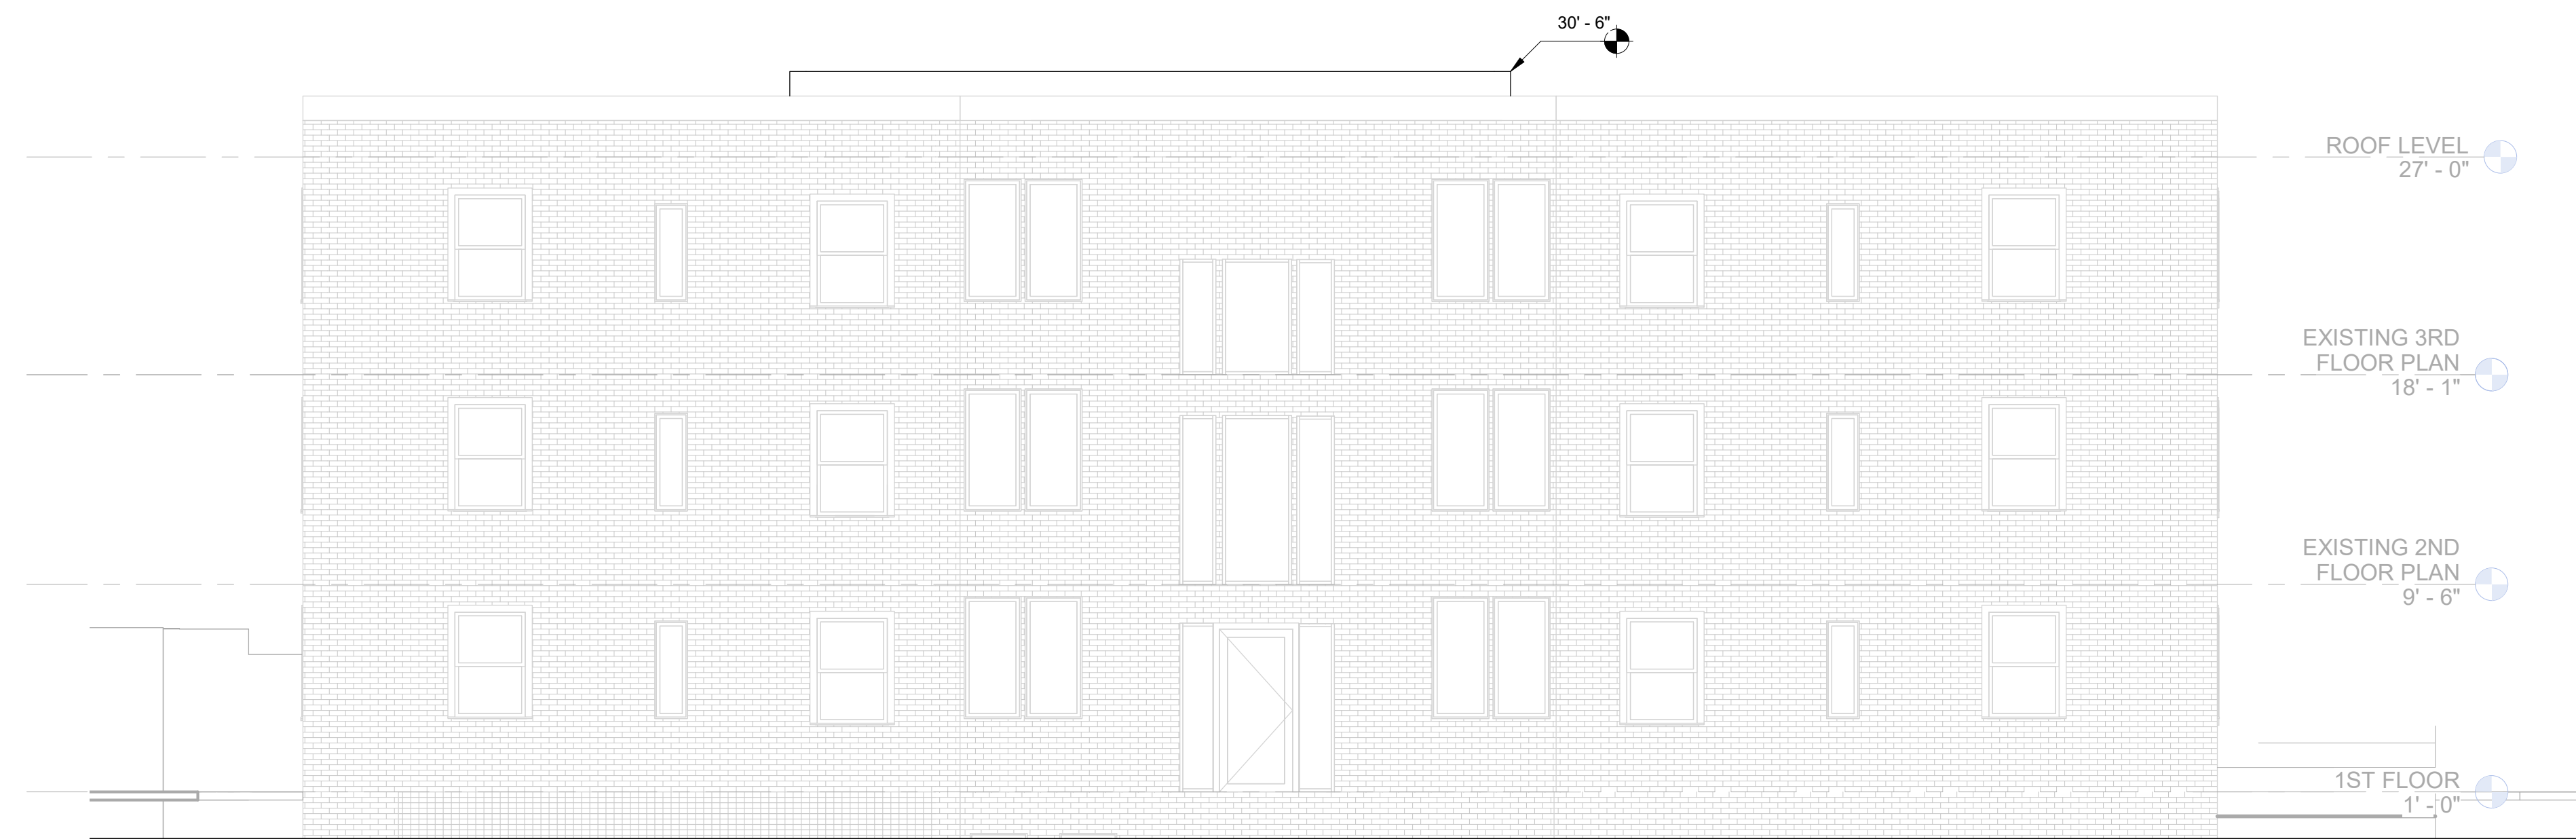 30' - 6"
ROOF LEVEL
27' - 0"
EXISTING 3RD
FLOOR PLAN
18' - 1"
EXISTING 2ND
FLOOR PLAN
9' - 6"
1ST FLOOR
1' - 0"